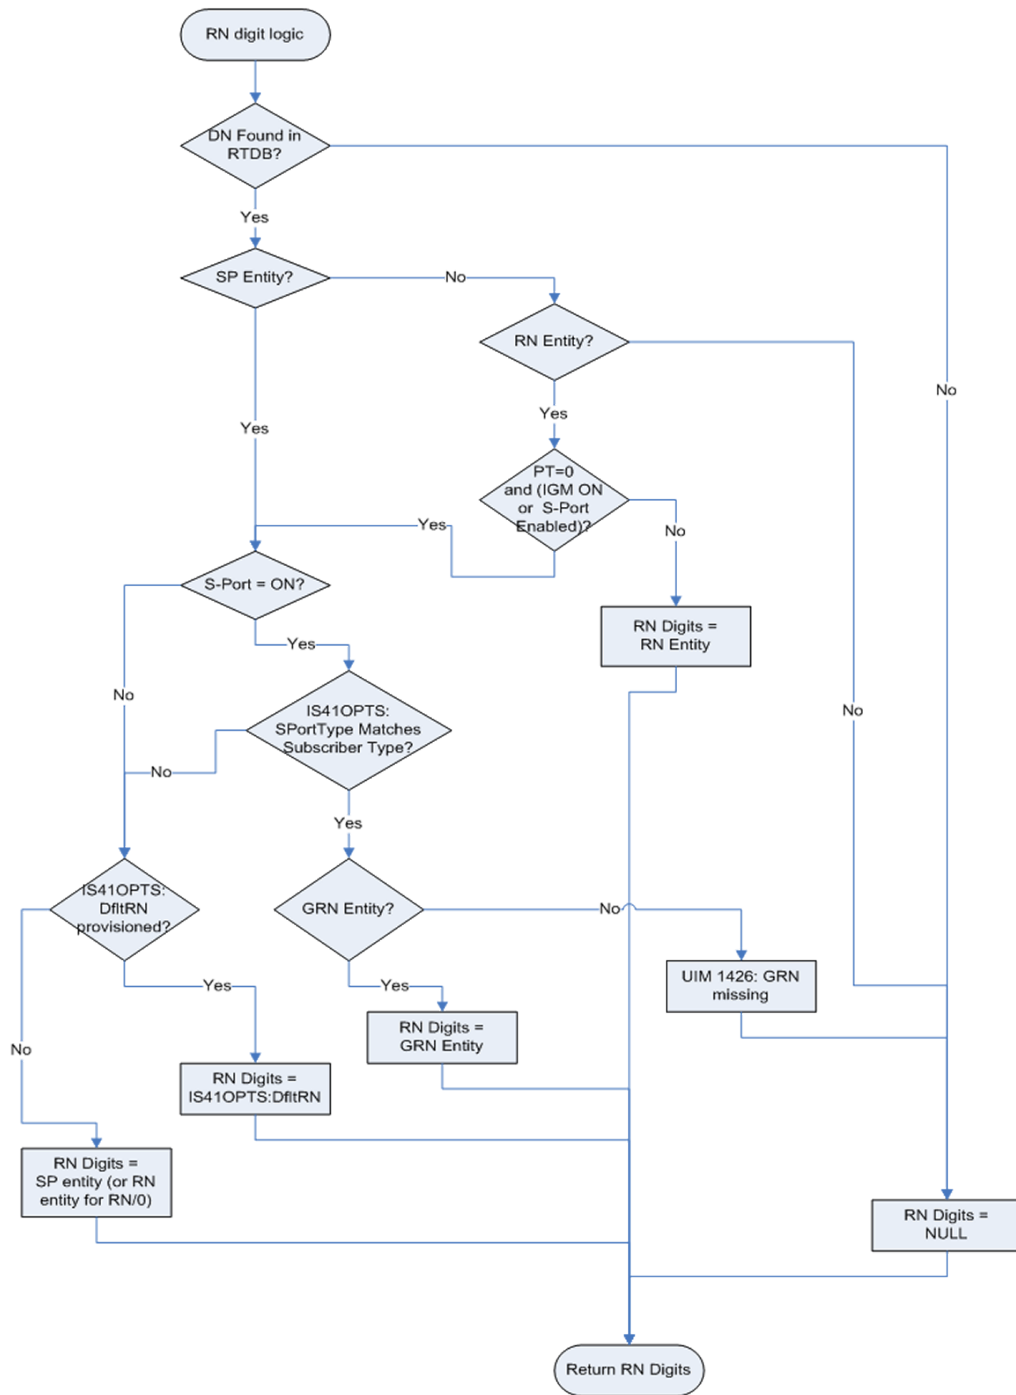 RN digit logic
DN Found in
RTDB?
Yes
SP Entity?
No
RN Entity?
No
Yes
Yes
PT=0
and (IGM ON
or S-Port
Enabled)?
Yes
No
S-Port = ON?
RN Digits =
RN Entity
Yes
No
IS41OPTS:
SPortType Matches
Subscriber Type?
No
No
Yes
IS41OPTS:
DfltRN
provisioned?
GRN Entity?
No
UIM 1426: GRN
missing
Yes
Yes
RN Digits =
GRN Entity
No
RN Digits =
IS41OPTS:DfltRN
RN Digits =
SP entity (or RN
entity for RN/0)
RN Digits =
NULL
Return RN Digits